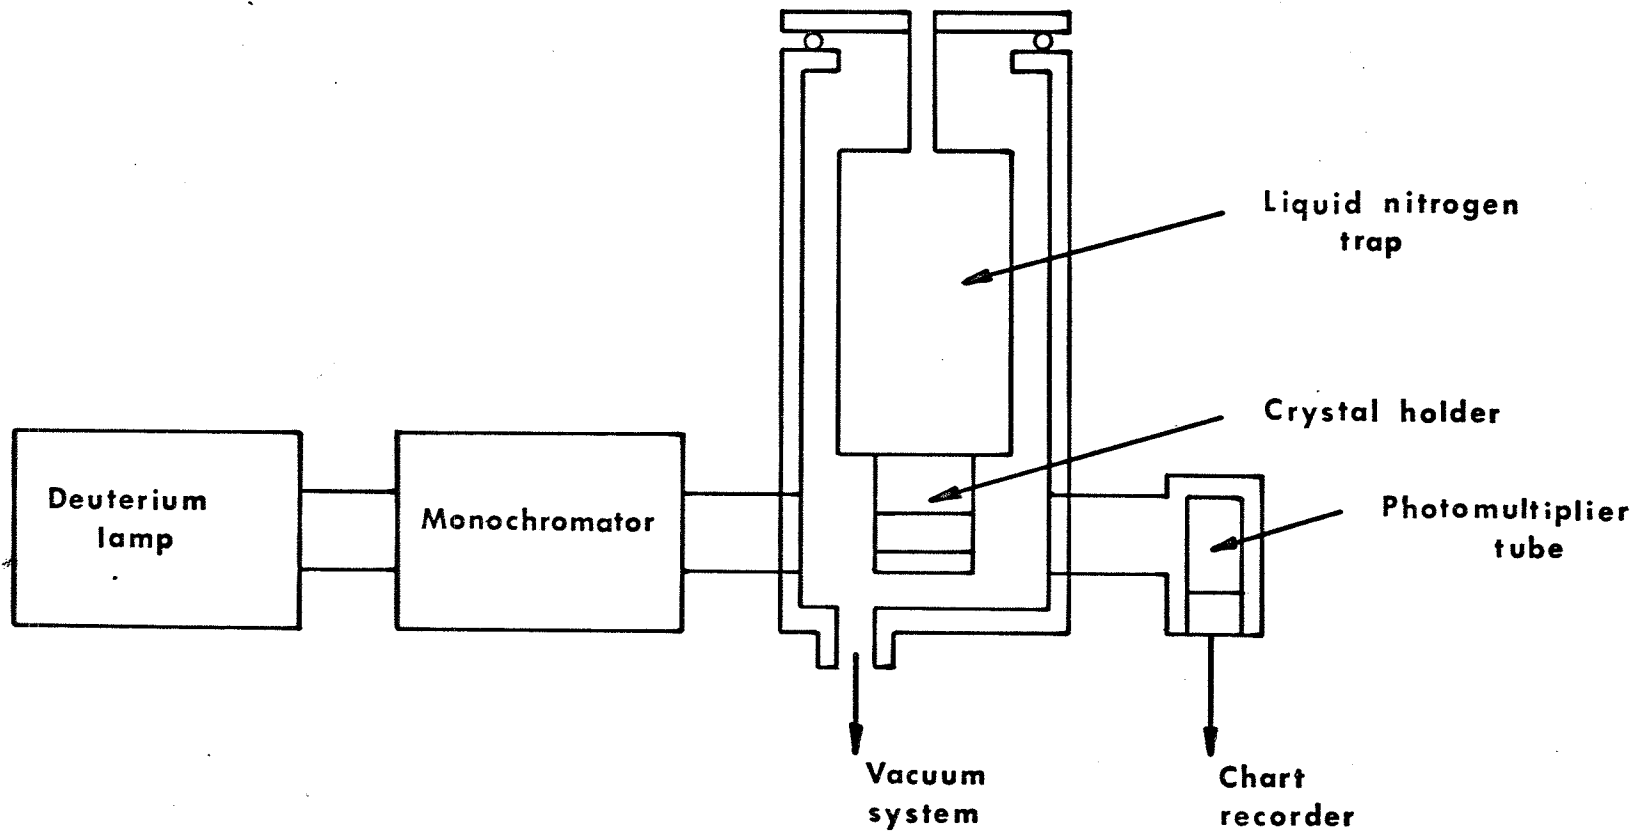 Liquid nitrogen
trap
Crystal holder
Deuterium
lamp
Monochromator
Photomultiplier
tube
Vacuum
system
Chart
recorder